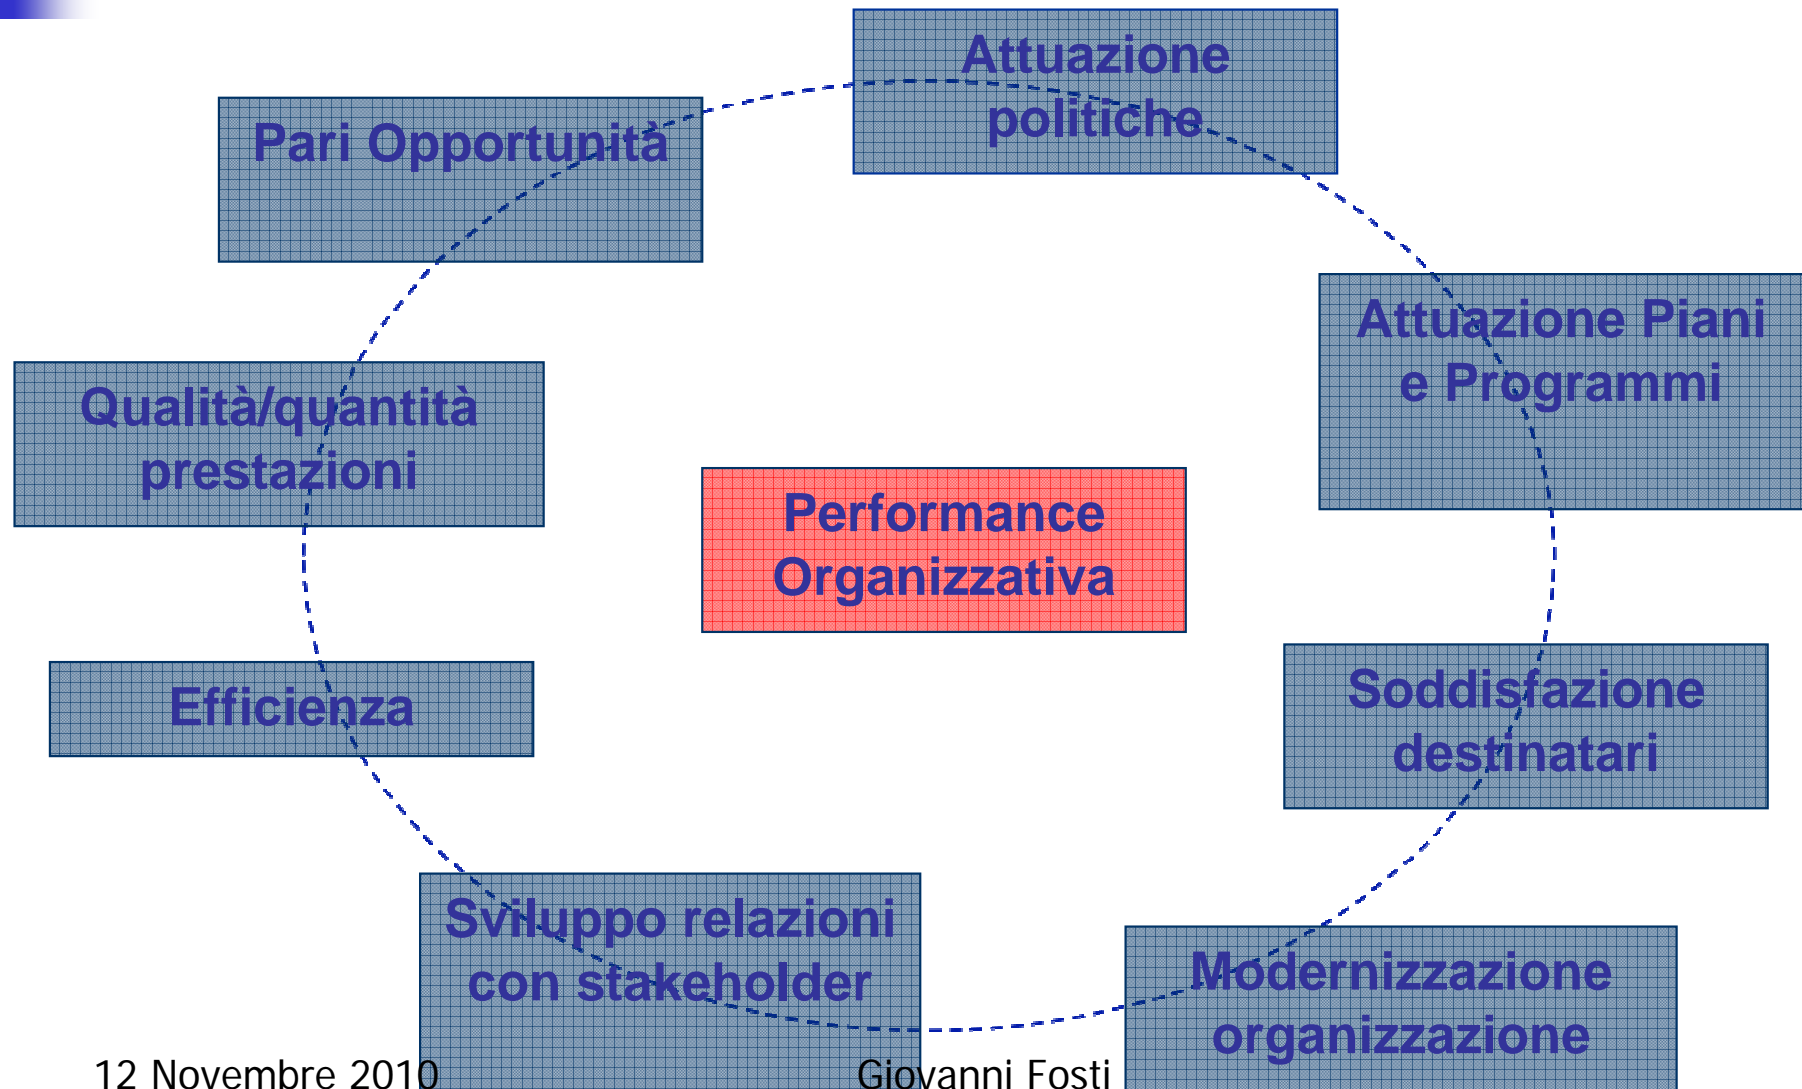 Attuazione
politiche
Pari Opportunità
Attuazione Piani
e Programmi
Qualità/quantità
prestazioni
Performance
Organizzativa
Soddisfazione
destinatari
Efficienza
Sviluppo relazioni
con stakeholder
Modernizzazione
organizzazione
12 Novembre 2010
Giovanni Fosti